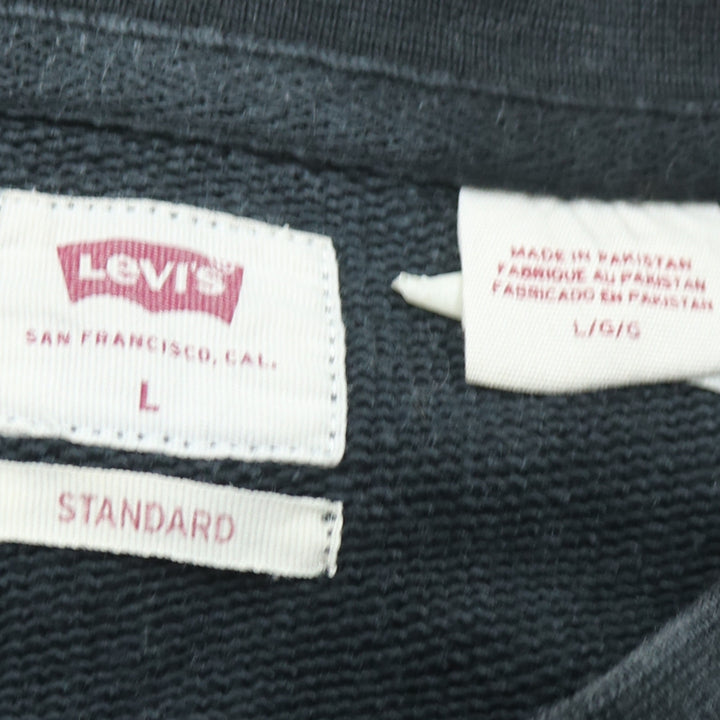 Levi's
SAN FRANCISCO, CAL.
L
STANDARD
MADE IN PAKISTAN
FABRIQUE AU PAKISTAN
FABRICADO EN PAKISTAN
L/G/G